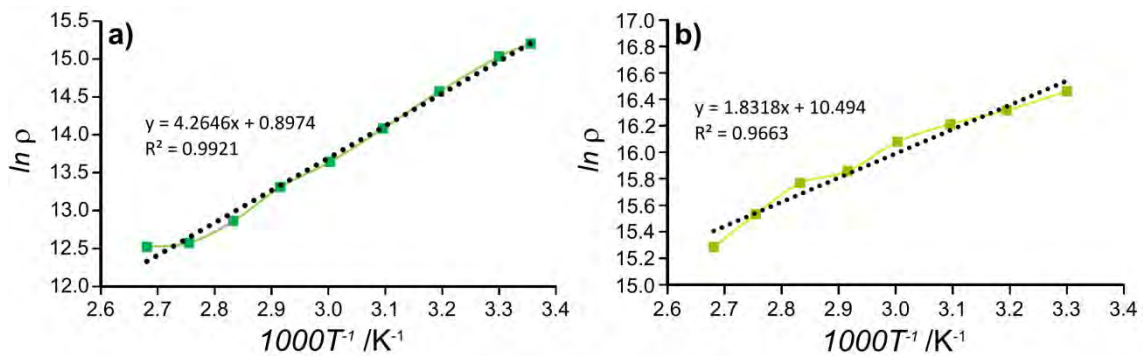 a)
15.5
15.0
14.5
14.0
13.5
13.0
12.5
12.0
ln ρ
y = 4.2646x + 0.8974
R² = 0.9921
2.6 2.7 2.8 2.9 3.0 3.1 3.2 3.3 3.4
1000T⁻¹ /K⁻¹
b)
17.0
16.8
16.6
16.4
16.2
16.0
15.8
15.6
15.4
15.2
15.0
ln ρ
y = 1.8318x + 10.494
R² = 0.9663
2.6 2.7 2.8 2.9 3.0 3.1 3.2 3.3 3.4
1000T⁻¹ /K⁻¹